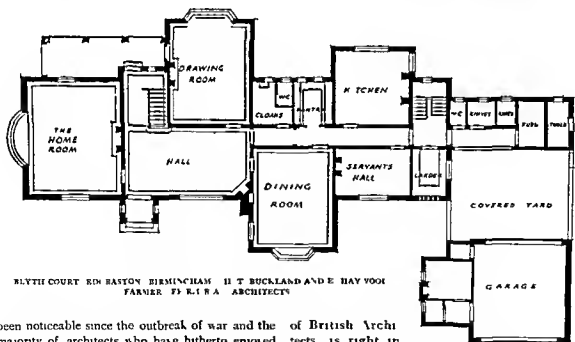 DRAWING
ROOM
KITCHEN
W.C.
CLOAKS
PANTRY
THE
HOME
ROOM
HALL
DINING
ROOM
SERVANTS
HALL
LARDER
W.C.
KNIVES
FUEL
TOOLS
COVERED YARD
GARAGE
BLYTH COURT EDGBASTON BIRMINGHAM H T BUCKLAND AND E HAYWOOD
FARMER FF.R.I.B.A. ARCHITECTS
been noticeable since the outbreak of war and the
majority of architects who have hitherto enjoyed
of British Archi
tects, is right in